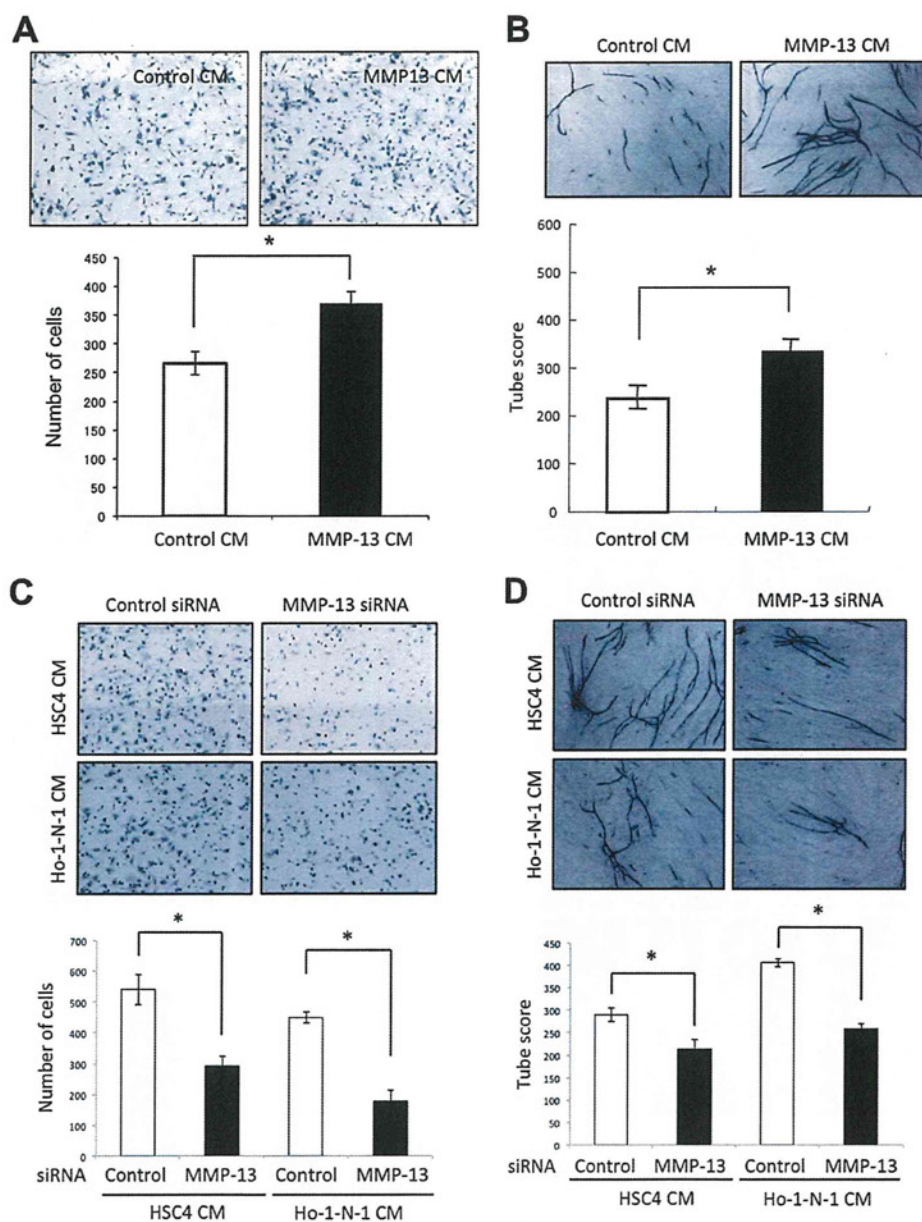 A
Control CM
MMP13 CM
*
450
400
350
300
250
200
150
100
50
0
Number of cells
Control CM
MMP-13 CM
B
Control CM
MMP-13 CM
600
500
400
300
200
100
0
Tube score
*
Control CM
MMP-13 CM
C
Control siRNA
MMP-13 siRNA
HSC4 CM
Ho-1-N-1 CM
700
600
500
400
300
200
100
0
Number of cells
*
*
siRNA Control MMP-13 Control MMP-13
HSC4 CM
Ho-1-N-1 CM
D
Control siRNA
MMP-13 siRNA
HSC4 CM
Ho-1-N-1 CM
450
400
350
300
250
200
150
100
50
0
Tube score
*
*
siRNA Control MMP-13 Control MMP-13
HSC4 CM
Ho-1-N-1 CM